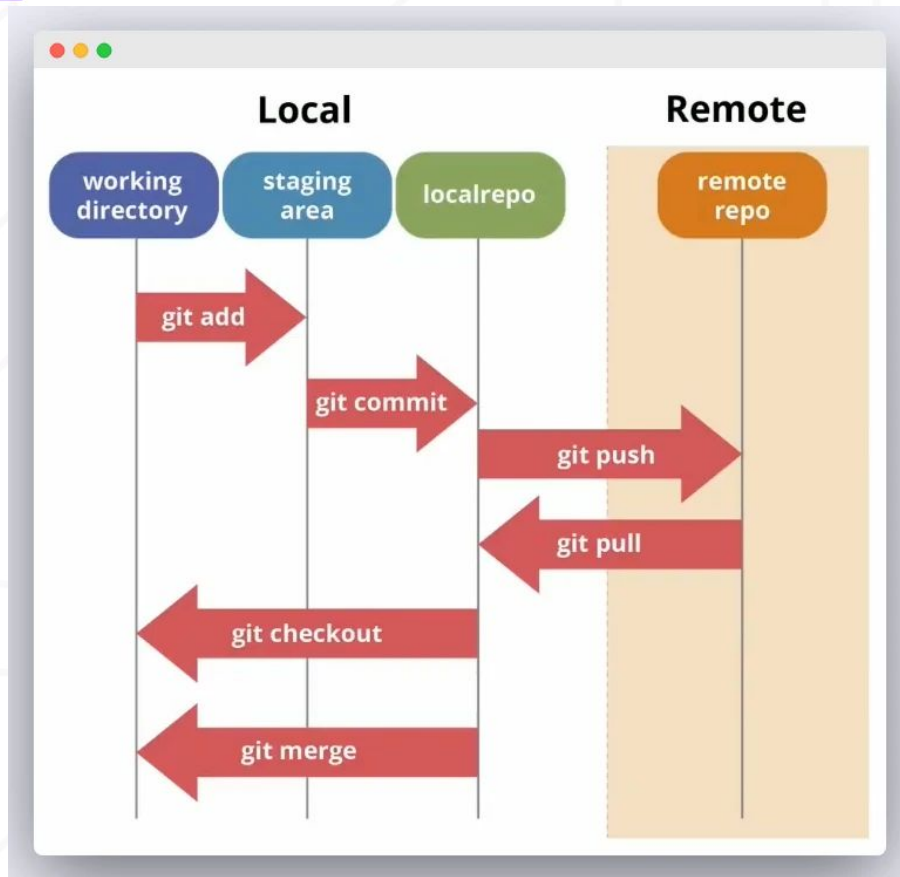 Local
Remote
working
directory
staging
area
localrepo
remote
repo
git add
git commit
git push
git pull
git checkout
git merge